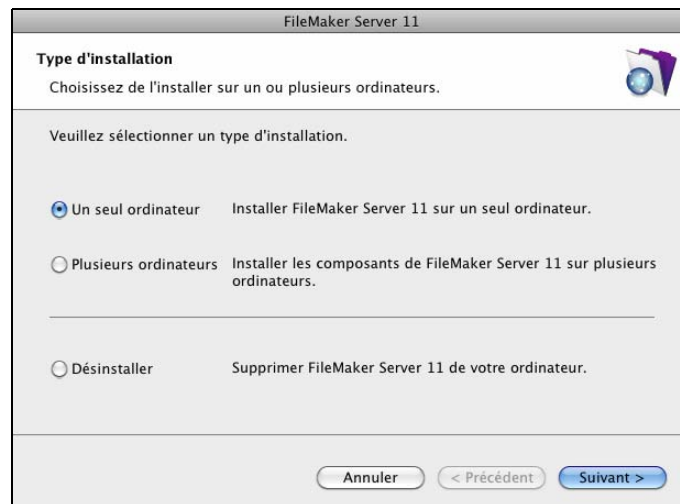 FileMaker Server 11
Type d'installation
Choisissez de l'installer sur un ou plusieurs ordinateurs.
Veuillez sélectionner un type d'installation.
Un seul ordinateur Installer FileMaker Server 11 sur un seul ordinateur.
Plusieurs ordinateurs Installer les composants de FileMaker Server 11 sur plusieurs
ordinateurs.
Désinstaller Supprimer FileMaker Server 11 de votre ordinateur.
Annuler < Précédent Suivant >